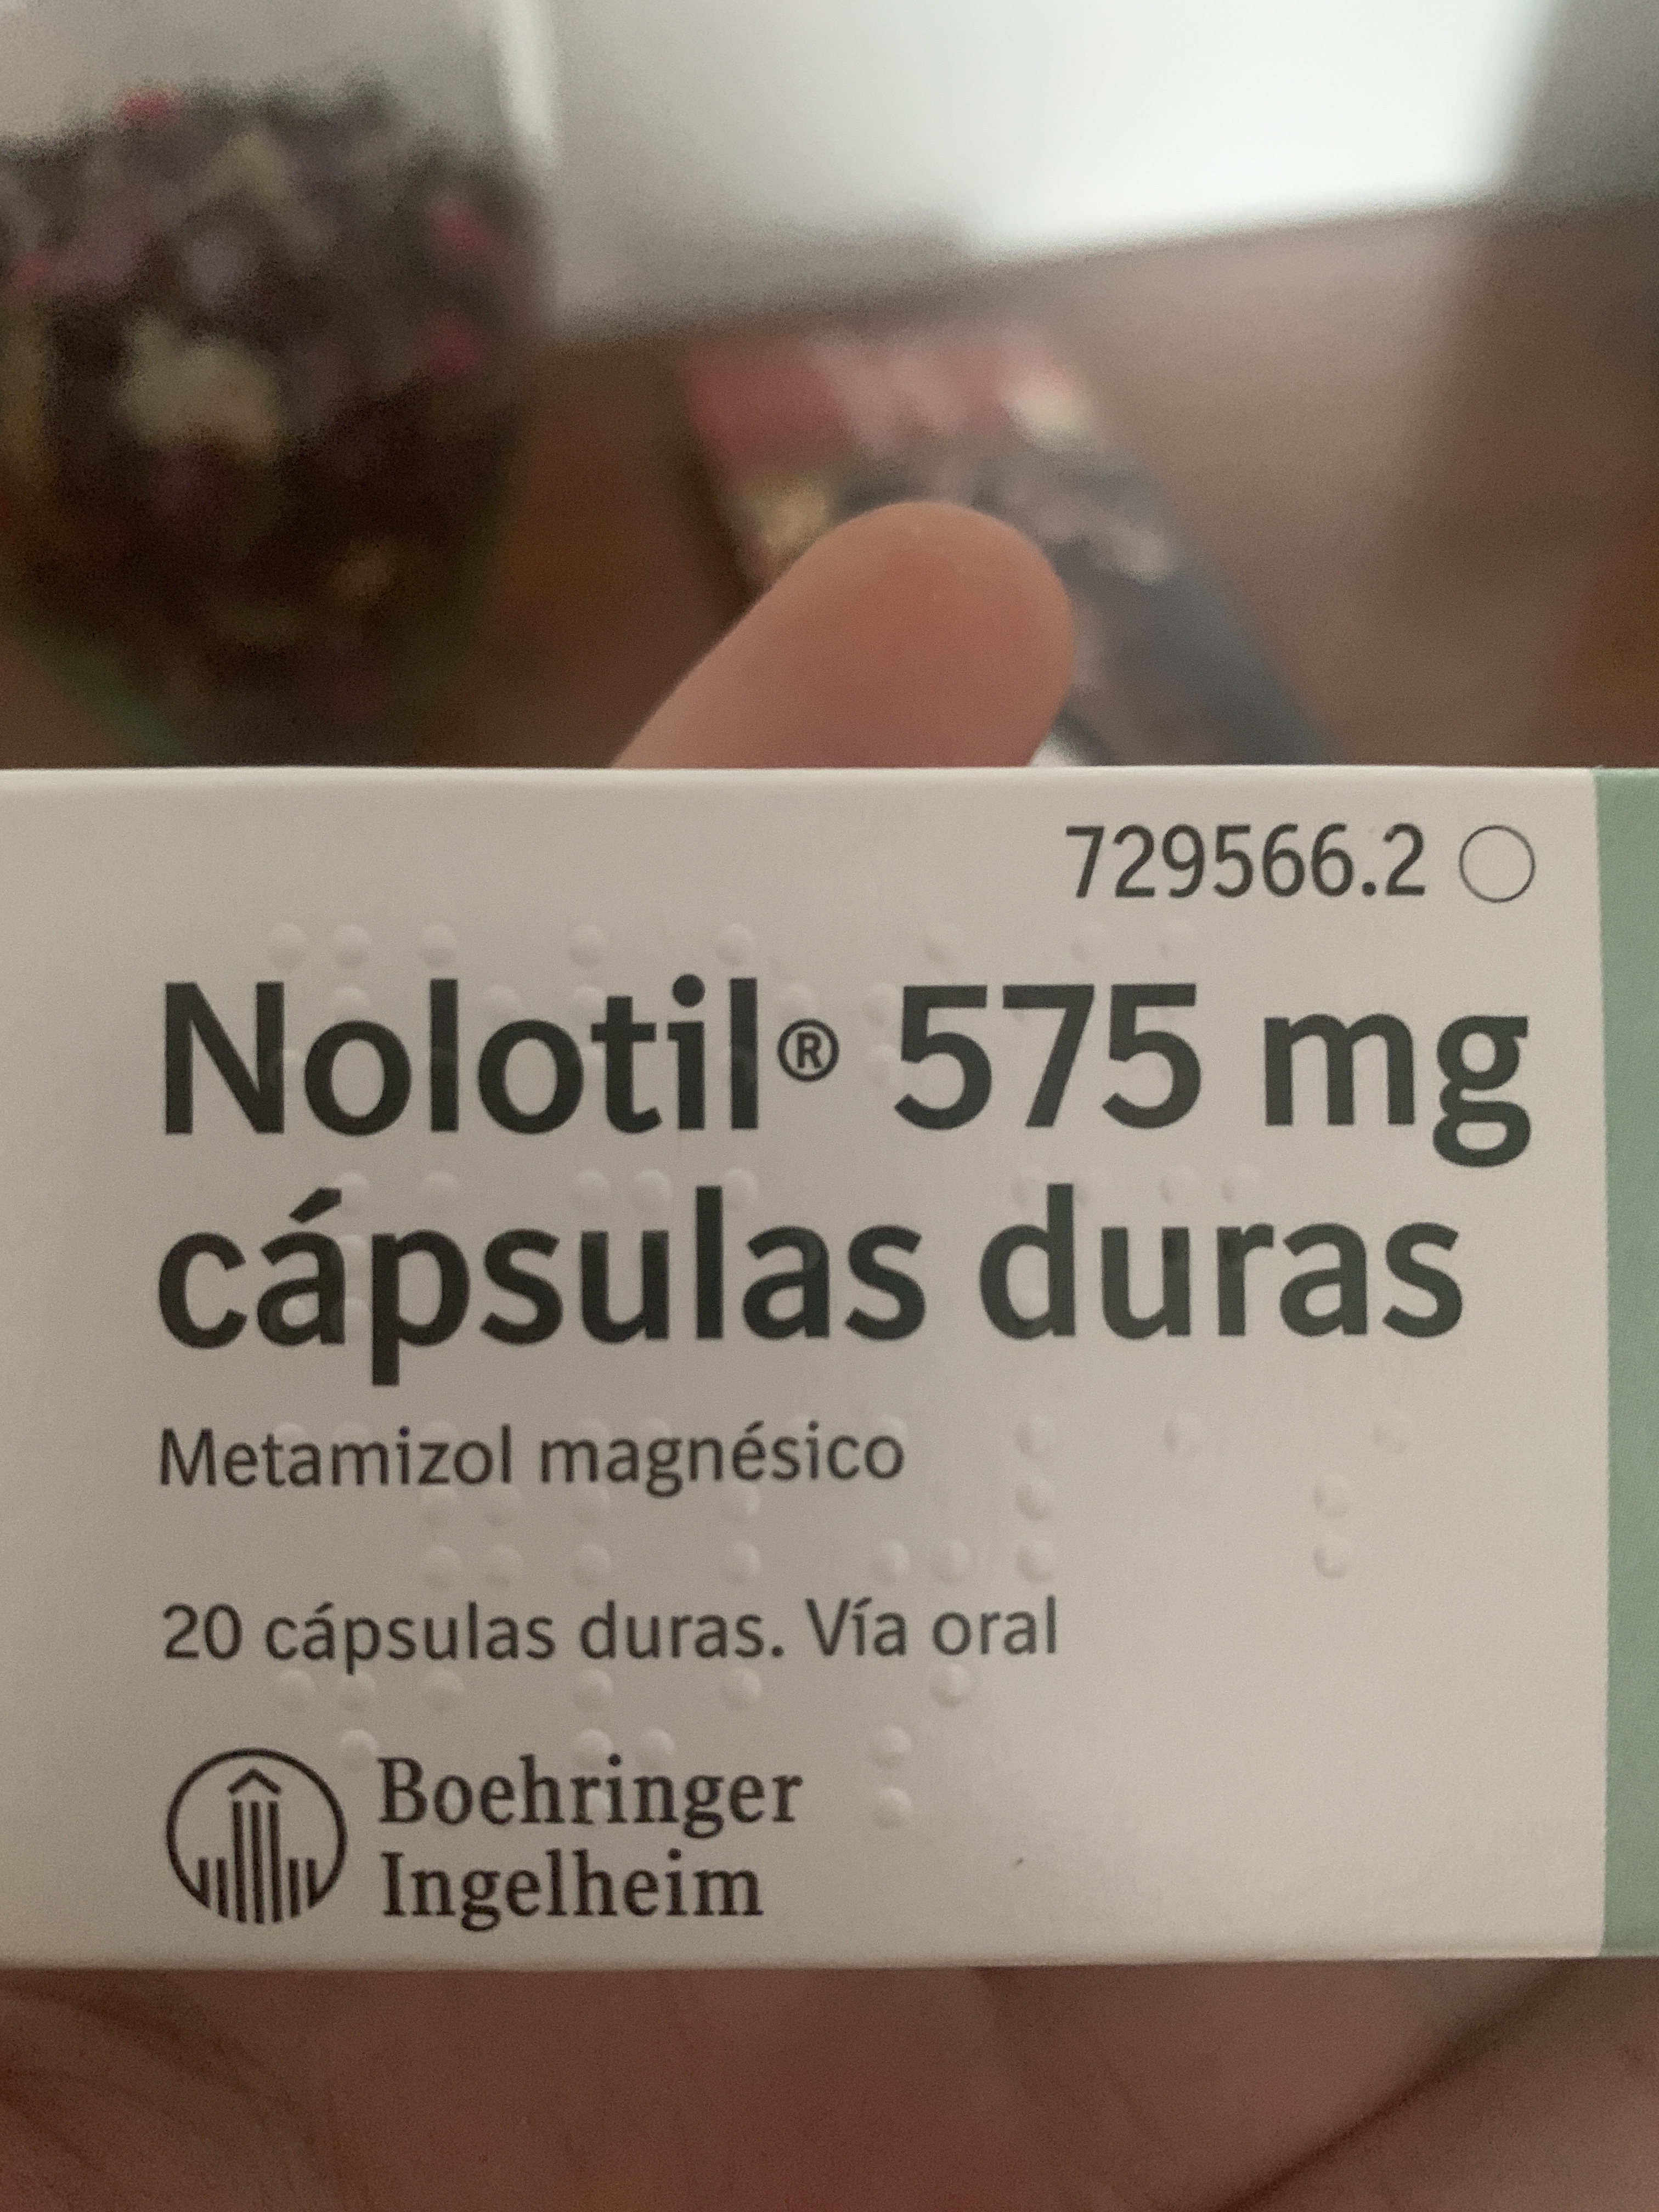 729566.2
Nolotil® 575 mg
cápsulas duras
Metamizol magnésico
20 cápsulas duras. Vía oral
Boehringer
Ingelheim